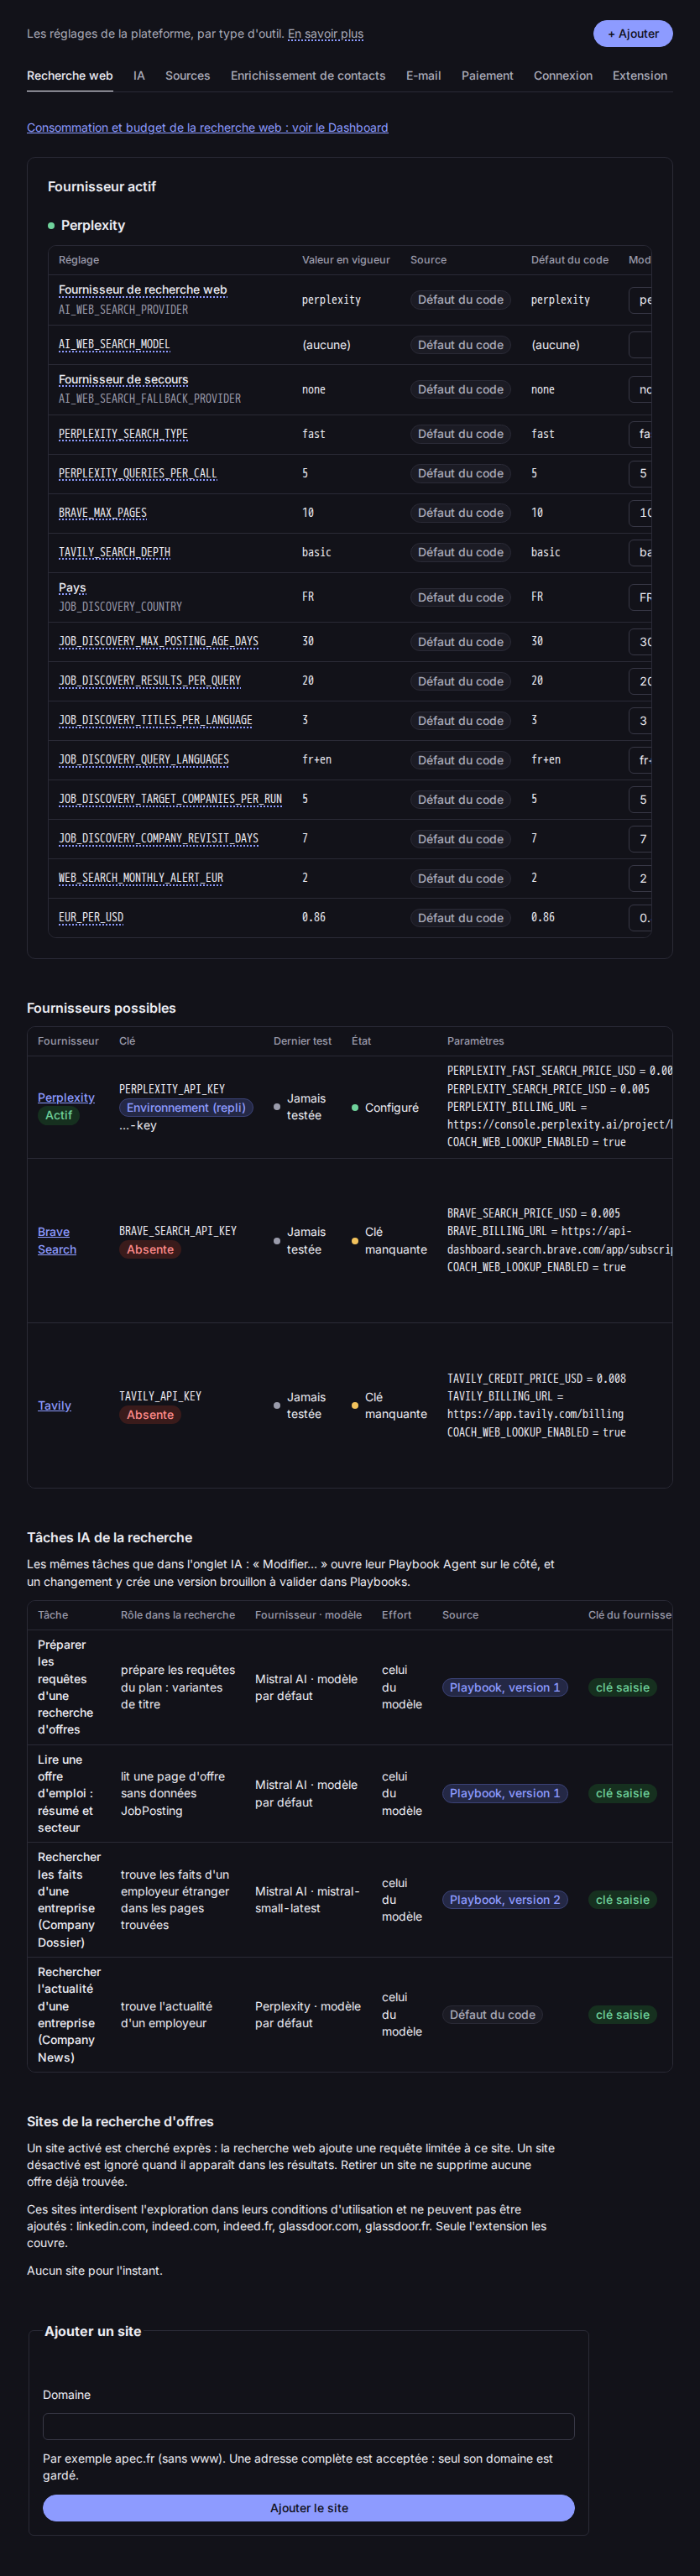 Les réglages de la plateforme, par type d'outil. En savoir plus
+ Ajouter
Recherche web IA Sources Enrichissement de contacts E-mail Paiement Connexion Extension
Consommation et budget de la recherche web : voir le Dashboard
Fournisseur actif
Perplexity
Réglage Valeur en vigueur Source Défaut du code
Fournisseur de recherche web
AI_WEB_SEARCH_PROVIDER
perplexity Défaut du code perplexity
AI_WEB_SEARCH_MODEL (aucune) Défaut du code (aucune)
Fournisseur de secours
AI_WEB_SEARCH_FALLBACK_PROVIDER
none Défaut du code none
PERPLEXITY_SEARCH_TYPE fast Défaut du code fast
PERPLEXITY_QUERIES_PER_CALL 5 Défaut du code 5 5
BRAVE_MAX_PAGES 10 Défaut du code 10 10
TAVILY_SEARCH_DEPTH basic Défaut du code basic
Pays
JOB_DISCOVERY_COUNTRY
FR Défaut du code FR FR
JOB_DISCOVERY_MAX_POSTING_AGE_DAYS 30 Défaut du code 30 30
JOB_DISCOVERY_RESULTS_PER_QUERY 20 Défaut du code 20 20
JOB_DISCOVERY_TITLES_PER_LANGUAGE 3 Défaut du code 3 3
JOB_DISCOVERY_QUERY_LANGUAGES fr+en Défaut du code fr+en
JOB_DISCOVERY_TARGET_COMPANIES_PER_RUN 5 Défaut du code 5 5
JOB_DISCOVERY_COMPANY_REVISIT_DAYS 7 Défaut du code 7 7
WEB_SEARCH_MONTHLY_ALERT_EUR 2 Défaut du code 2 2
EUR_PER_USD 0.86 Défaut du code 0.86
Fournisseurs possibles
Fournisseur Clé Dernier test État Paramètres
Perplexity
Actif
PERPLEXITY_API_KEY
Environnement (repli)
...-key
Jamais
testée
Configuré
PERPLEXITY_FAST_SEARCH_PRICE_USD =
PERPLEXITY_SEARCH_PRICE_USD = 0.005
PERPLEXITY_BILLING_URL =
https://console.perplexity.ai/project/
COACH_WEB_LOOKUP_ENABLED = true
Brave
Search
BRAVE_SEARCH_API_KEY
Absente
Jamais
testée
Clé
manquante
BRAVE_SEARCH_PRICE_USD = 0.005
BRAVE_BILLING_URL = https://api-
dashboard.search.brave.com/app/
COACH_WEB_LOOKUP_ENABLED = true
Tavily
TAVILY_API_KEY
Absente
Jamais
testée
Clé
manquante
TAVILY_CREDIT_PRICE_USD = 0.008
TAVILY_BILLING_URL =
https://app.tavily.com/billing
COACH_WEB_LOOKUP_ENABLED = true
Tâches IA de la recherche
Les mêmes tâches que dans l'onglet IA : « Modifier... » ouvre leur Playbook Agent sur le côté, et
un changement y crée une version brouillon à valider dans Playbooks.
Tâche Rôle dans la recherche Fournisseur · modèle Effort Source Clé du
Préparer
les
requêtes
d'une
recherche
d'offres
prépare les requêtes
du plan : variantes
de titre
Mistral AI · modèle
par défaut
celui
du
modèle
Playbook, version 1
clé saisie
Lire une
offre
d'emploi :
résumé et
secteur
lit une page d'offre
sans données
JobPosting
Mistral AI · modèle
par défaut
celui
du
modèle
Playbook, version 1
clé saisie
Rechercher
les faits
d'une
entreprise
(Company
Dossier)
trouve les faits d'un
employeur étranger
dans les pages
trouvées
Mistral AI · mistral-
small-latest
celui
du
modèle
Playbook, version 2
clé saisie
Rechercher
l'actualité
d'une
entreprise
(Company
News)
trouve l'actualité
d'un employeur
Perplexity · modèle
par défaut
celui
du
modèle
Défaut du code
clé saisie
Sites de la recherche d'offres
Un site activé est cherché exprès : la recherche web ajoute une requête limitée à ce site. Un site
désactivé est ignoré quand il apparaît dans les résultats. Retirer un site ne supprime aucune
offre déjà trouvée.
Ces sites interdisent l'exploration dans leurs conditions d'utilisation et ne peuvent pas être
ajoutés : linkedin.com, indeed.com, indeed.fr, glassdoor.com, glassdoor.fr. Seule l'extension les
couvre.
Aucun site pour l'instant.
Ajouter un site
Domaine
Par exemple apec.fr (sans www). Une adresse complète est acceptée : seul son domaine est
gardé.
Ajouter le site